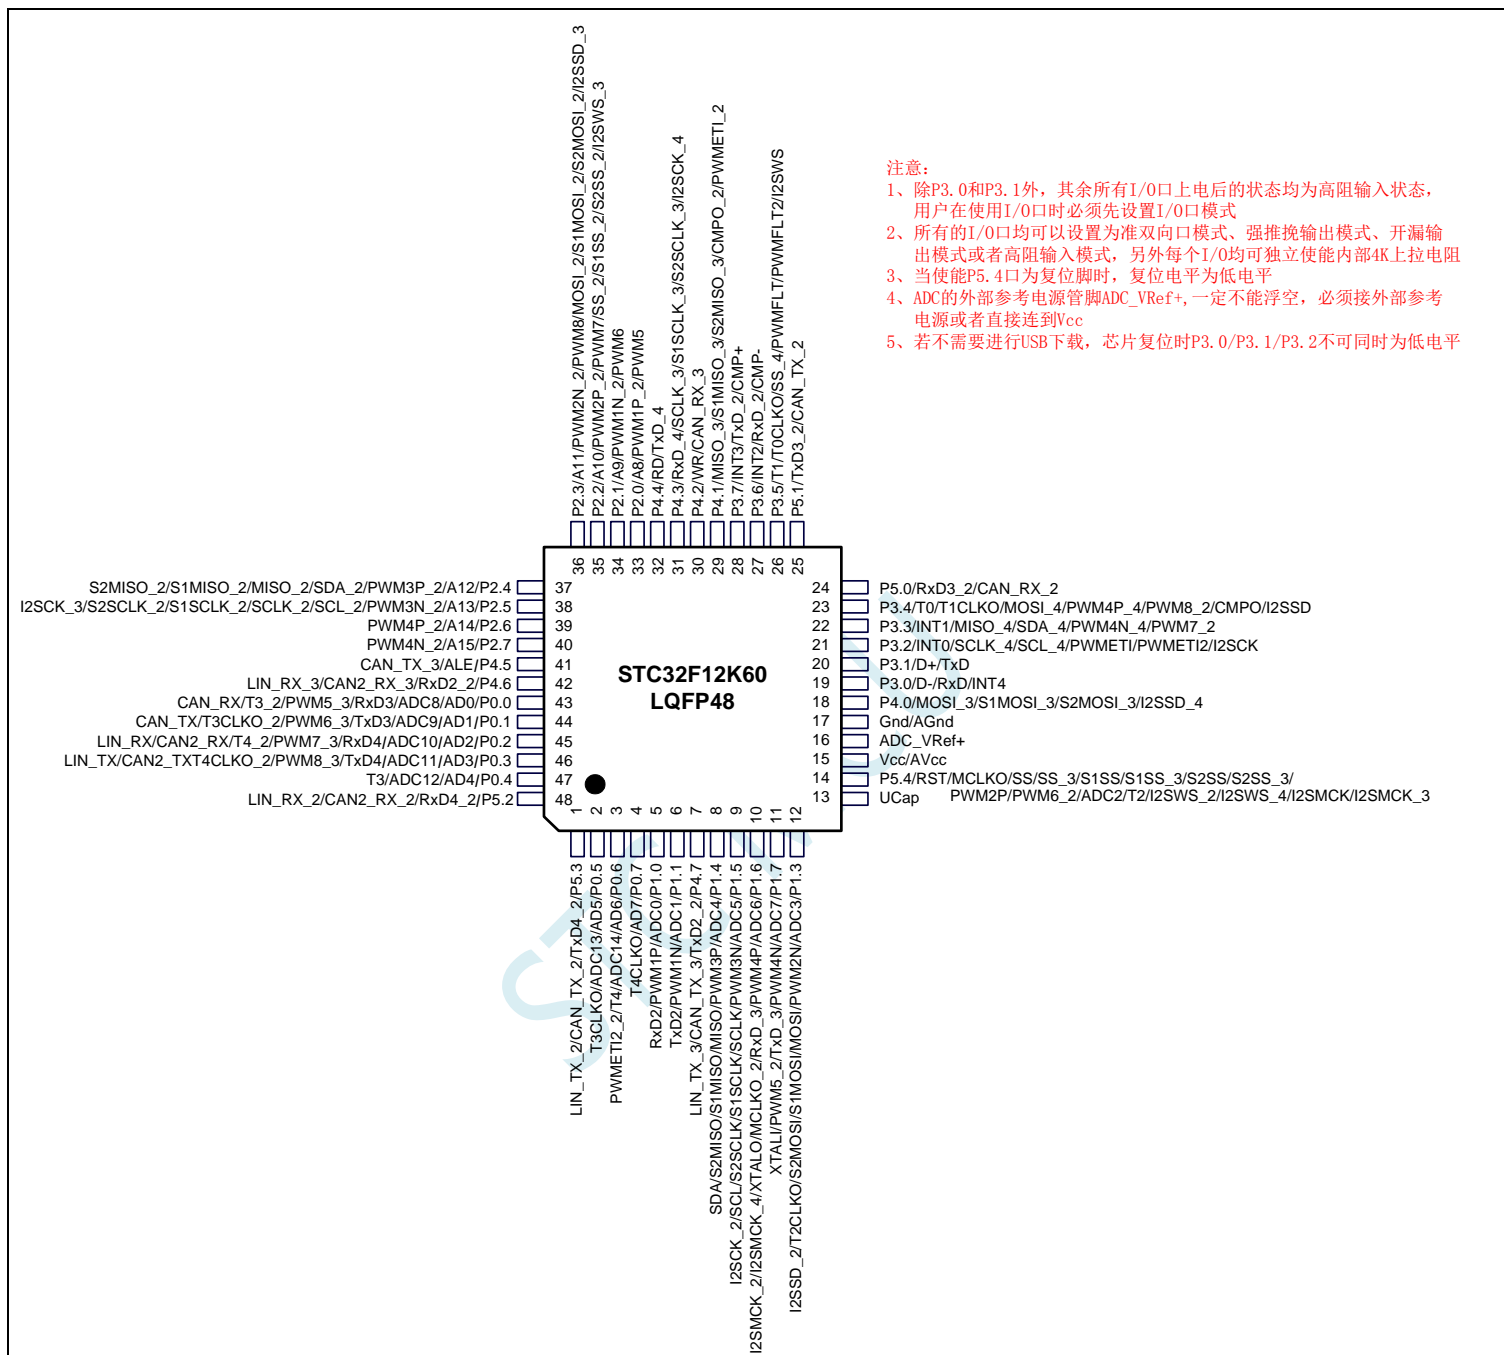 P2.3/A11/PWM2N_2/PWM8/MOSI_2/S1MOSI_2/S2MOSI_2/I2SSD_3
P2.2/A10/PWM2P_2/PWM7/SS_2/S1SS_2/S2SS_2/I2SWS_3
P2.1/A9/PWM1N_2/PWM6
P2.0/A8/PWM1P_2/PWM5
P4.4/RD/TxD_4
P4.3/RxD_4/SCLK_3/S1SCLK_3/S2SCLK_3/I2SCK_4
P4.2/WR/CAN_RX_3
P4.1/MISO_3/S1MISO_3/S2MISO_3/CMPO_2/PWMETI_2
P3.7/INT3/TxD_2/CMP+
P3.6/INT2/RxD_2/CMP-
P3.5/T1/T0CLKO/SS_4/PWMFLT/PWMFLT2/I2SWS
P5.1/TxD3_2/CAN_TX_2
注意：
1、除P3.0和P3.1外，其余所有I/O口上电后的状态均为高阻输入状态，
用户在使用I/O口时必须先设置I/O口模式
2、所有的I/O口均可以设置为准双向口模式、强推挽输出模式、开漏输
出模式或者高阻输入模式，另外每个I/O均可独立使能内部4K上拉电阻
3、当使能P5.4口为复位脚时，复位电平为低电平
4、ADC的外部参考电源管脚ADC_VRef+,一定不能浮空，必须接外部参考
电源或者直接连到Vcc
5、若不需要进行USB下载，芯片复位时P3.0/P3.1/P3.2不可同时为低电平
36 35 34 33 32 31 30 29 28 27 26 25
S2MISO_2/S1MISO_2/MISO_2/SDA_2/PWM3P_2/A12/P2.4 37
I2SCK_3/S2SCLK_2/S1SCLK_2/SCLK_2/SCL_2/PWM3N_2/A13/P2.5 38
PWM4P_2/A14/P2.6 39
PWM4N_2/A15/P2.7 40
CAN_TX_3/ALE/P4.5 41
LIN_RX_3/CAN2_RX_3/RxD2_2/P4.6 42
CAN_RX/T3_2/PWM5_3/RxD3/ADC8/AD0/P0.0 43
CAN_TX/T3CLKO_2/PWM6_3/TxD3/ADC9/AD1/P0.1 44
LIN_RX/CAN2_RX/T4_2/PWM7_3/RxD4/ADC10/AD2/P0.2 45
LIN_TX/CAN2_TXT4CLKO_2/PWM8_3/TxD4/ADC11/AD3/P0.3 46
T3/ADC12/AD4/P0.4 47
LIN_RX_2/CAN2_RX_2/RxD4_2/P5.2 48
STC32F12K60
LQFP48
24 P5.0/RxD3_2/CAN_RX_2
23 P3.4/T0/T1CLKO/MOSI_4/PWM4P_4/PWM8_2/CMPO/I2SSD
22 P3.3/INT1/MISO_4/SDA_4/PWM4N_4/PWM7_2
21 P3.2/INT0/SCLK_4/SCL_4/PWMETI/PWMETI2/I2SCK
20 P3.1/D+/TxD
19 P3.0/D-/RxD/INT4
18 P4.0/MOSI_3/S1MOSI_3/S2MOSI_3/I2SSD_4
17 Gnd/AGnd
16 ADC_VRef+
15 Vcc/AVcc
14 P5.4/RST/MCLKO/SS/SS_3/S1SS/S1SS_3/S2SS/S2SS_3/
13 UCap PWM2P/PWM6_2/ADC2/T2/I2SWS_2/I2SWS_4/I2SMCK/I2SMCK_3
1 2 3 4 5 6 7 8 9 10 11 12
LIN_TX_2/CAN_TX_2/TxD4_2/P5.3
T3CLKO/ADC13/AD5/P0.5
PWMETI2_2/T4/ADC14/AD6/P0.6
T4CLKO/AD7/P0.7
RxD2/PWM1P/ADC0/P1.0
TxD2/PWM1N/ADC1/P1.1
LIN_TX_3/CAN_TX_3/TxD2_2/P4.7
SDA/S2MISO/S1MISO/MISO/PWM3P/ADC4/P1.4
I2SCK_2/SCL/S2SCLK/S1SCLK/SCLK/PWM3N/ADC5/P1.5
I2SMCK_2/I2SMCK_4/XTALO/MCLKO_2/RxD_3/PWM4P/ADC6/P1.6
XTALI/PWM5_2/TxD_3/PWM4N/ADC7/P1.7
I2SSD_2/T2CLKO/S2MOSI/S1MOSI/MOSI/PWM2N/ADC3/P1.3